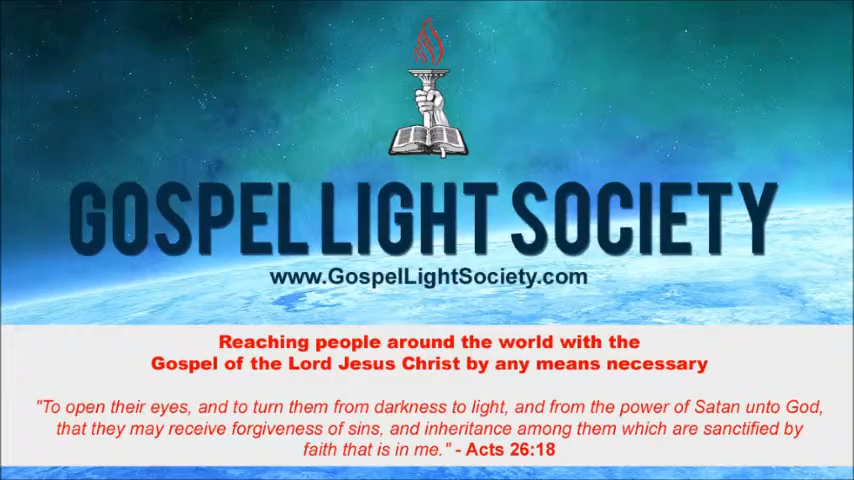 GOSPEL LIGHT SOCIETY
www.GospelLightSociety.com
Reaching people around the world with the
Gospel of the Lord Jesus Christ by any means necessary
"To open their eyes, and to turn them from darkness to light, and from the power of Satan unto God,
that they may receive forgiveness of sins, and inheritance among them which are sanctified by
faith that is in me." - Acts 26:18